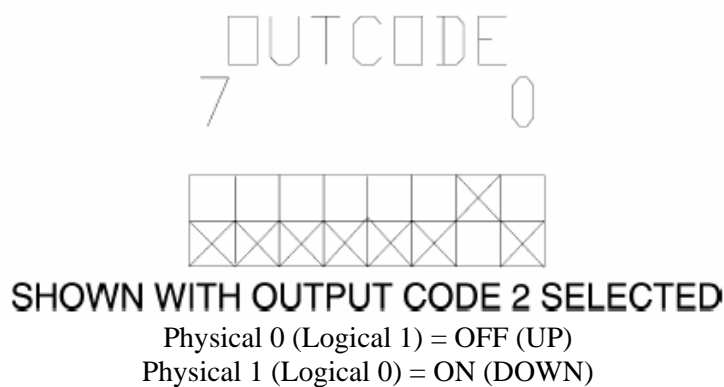 OUTCODE
7 0
SHOWN WITH OUTPUT CODE 2 SELECTED
Physical 0 (Logical 1) = OFF (UP)
Physical 1 (Logical 0) = ON (DOWN)